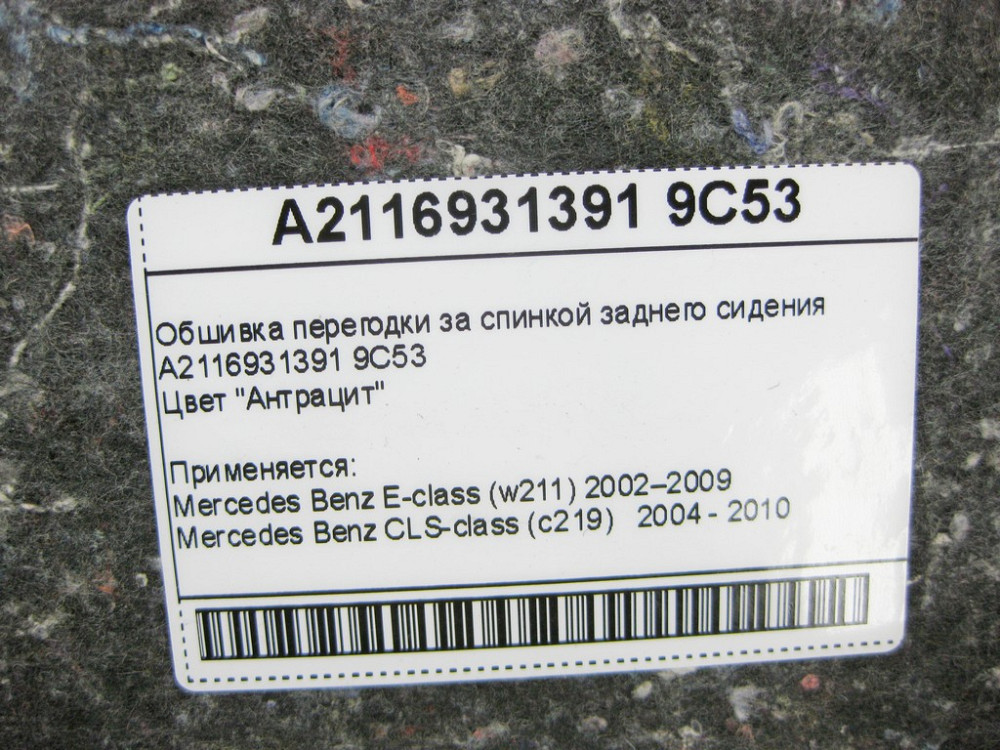 A2116931391 9C53
Обшивка перегодки за спинкой заднего сидения
A2116931391 9C53
Цвет "Антрацит"
Применяется:
Mercedes Benz E-class (w211) 2002–2009
Mercedes Benz CLS-class (c219) 2004 - 2010